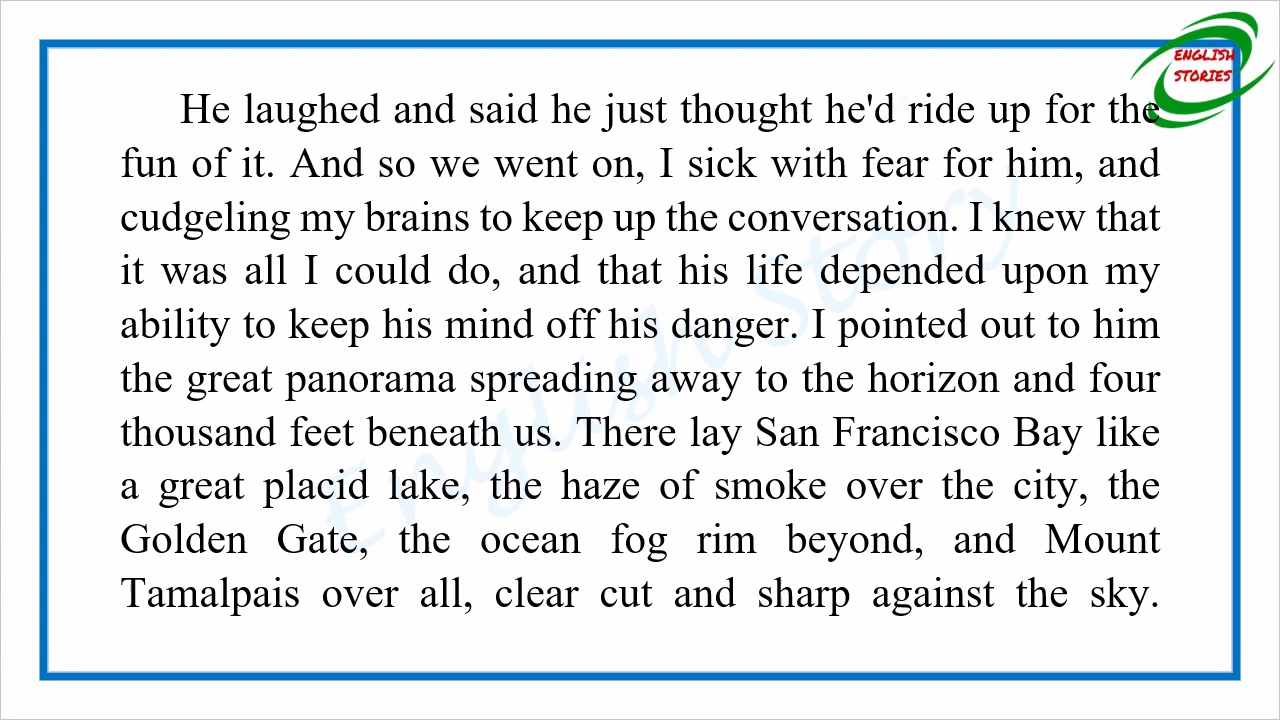 ENGLISH
STORIES
He laughed and said he just thought he'd ride up for the
fun of it. And so we went on, I sick with fear for him, and
cudgeling my brains to keep up the conversation. I knew that
it was all I could do, and that his life depended upon my
ability to keep his mind off his danger. I pointed out to him
the great panorama spreading away to the horizon and four
thousand feet beneath us. There lay San Francisco Bay like
a great placid lake, the haze of smoke over the city, the
Golden Gate, the ocean fog rim beyond, and Mount
Tamalpais over all, clear cut and sharp against the sky.
English Story